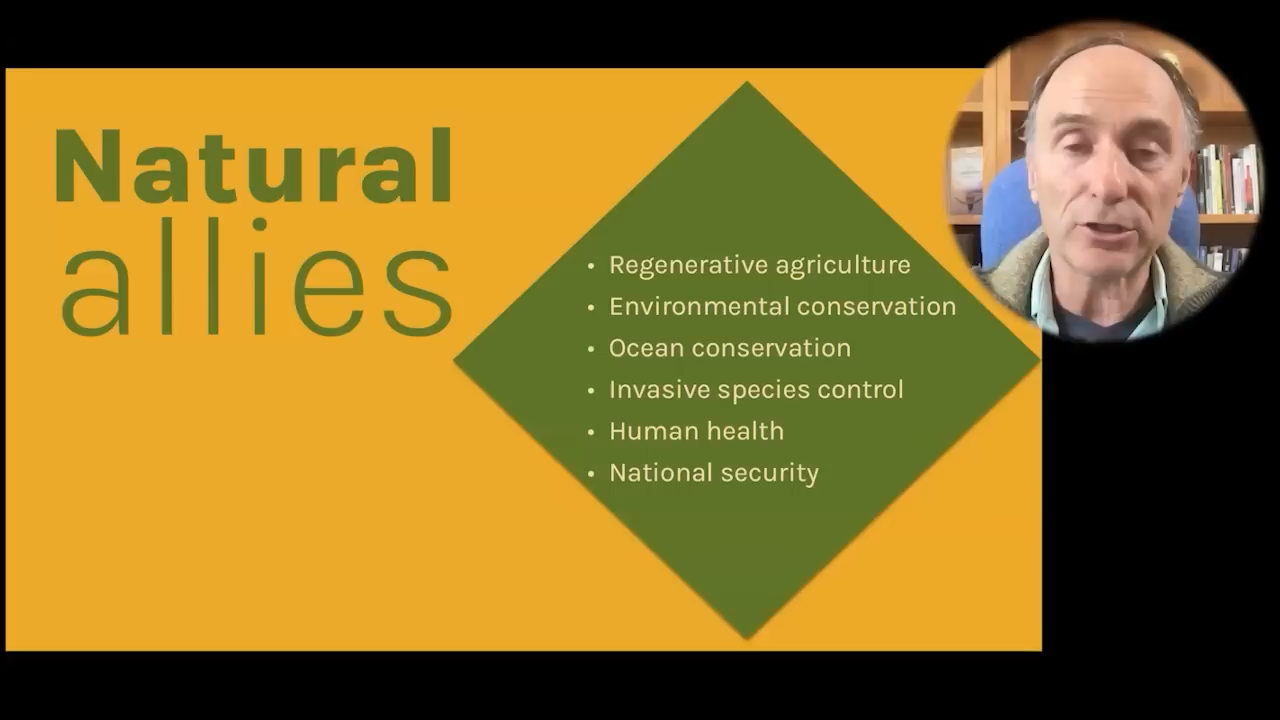 Natural
allies
• Regenerative agriculture
• Environmental conservation
• Ocean conservation
• Invasive species control
• Human health
• National security